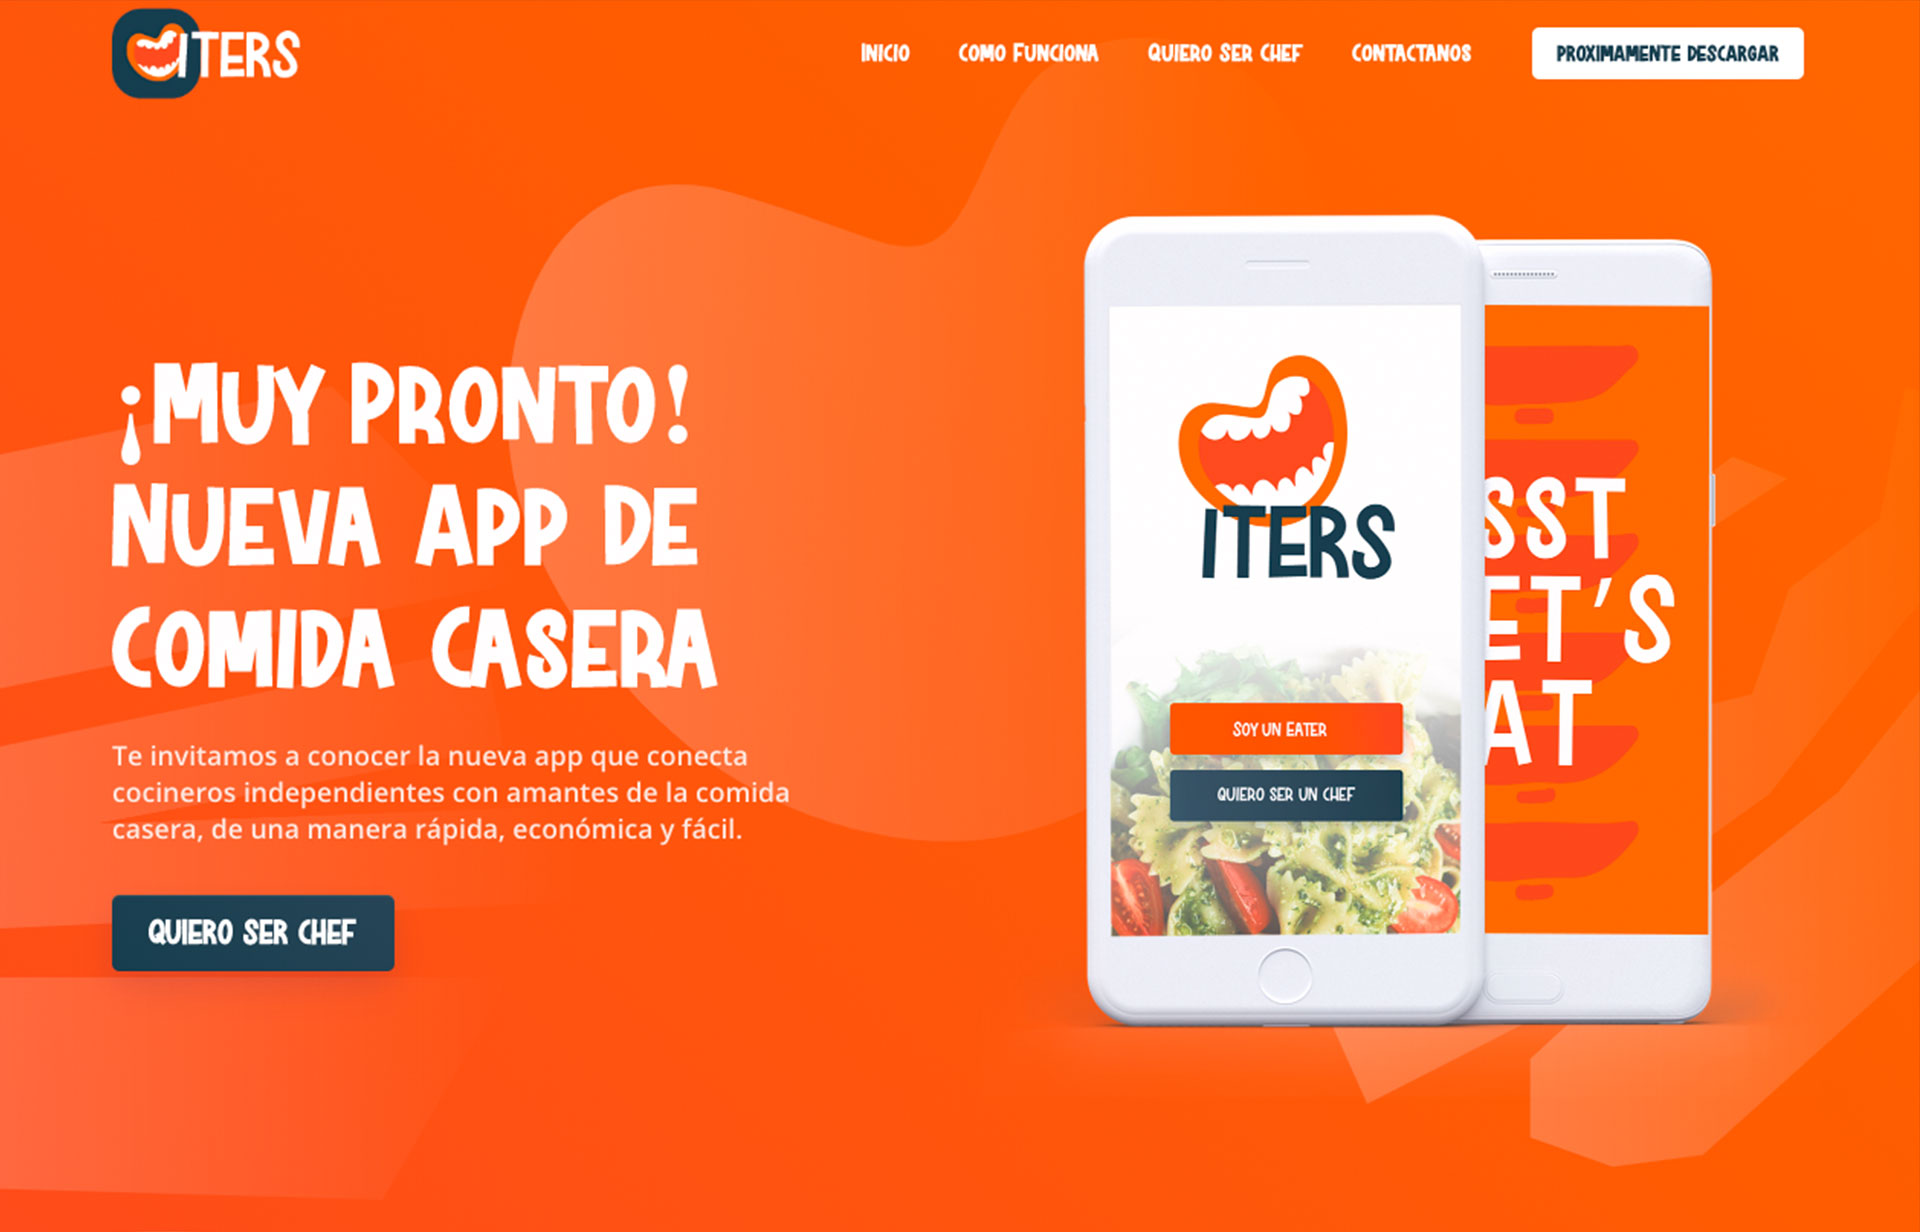 ITERS
INICIO
COMO FUNCIONA
QUIERO SER CHEF
CONTACTANOS
PROXIMAMENTE DESCARGAR
¡MUY PRONTO!
NUEVA APP DE
COMIDA CASERA
Te invitamos a conocer la nueva app que conecta
cocineros independientes con amantes de la comida
casera, de una manera rápida, económica y fácil.
QUIERO SER CHEF
ITERS
SOY UN EATER
QUIERO SER UN CHEF
SST
ET'S
AT